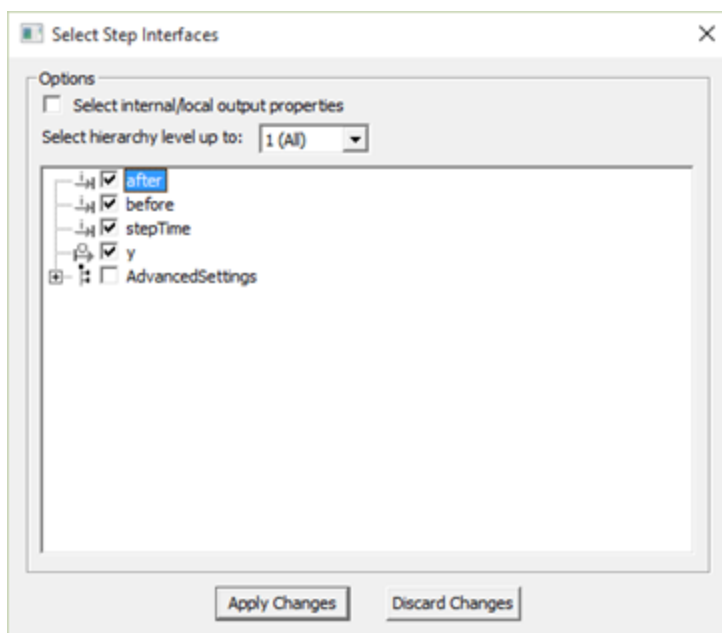 Select Step Interfaces
Options
Select internal/local output properties
Select hierarchy level up to: 1 (All)
after
before
stepTime
y
AdvancedSettings
Apply Changes Discard Changes